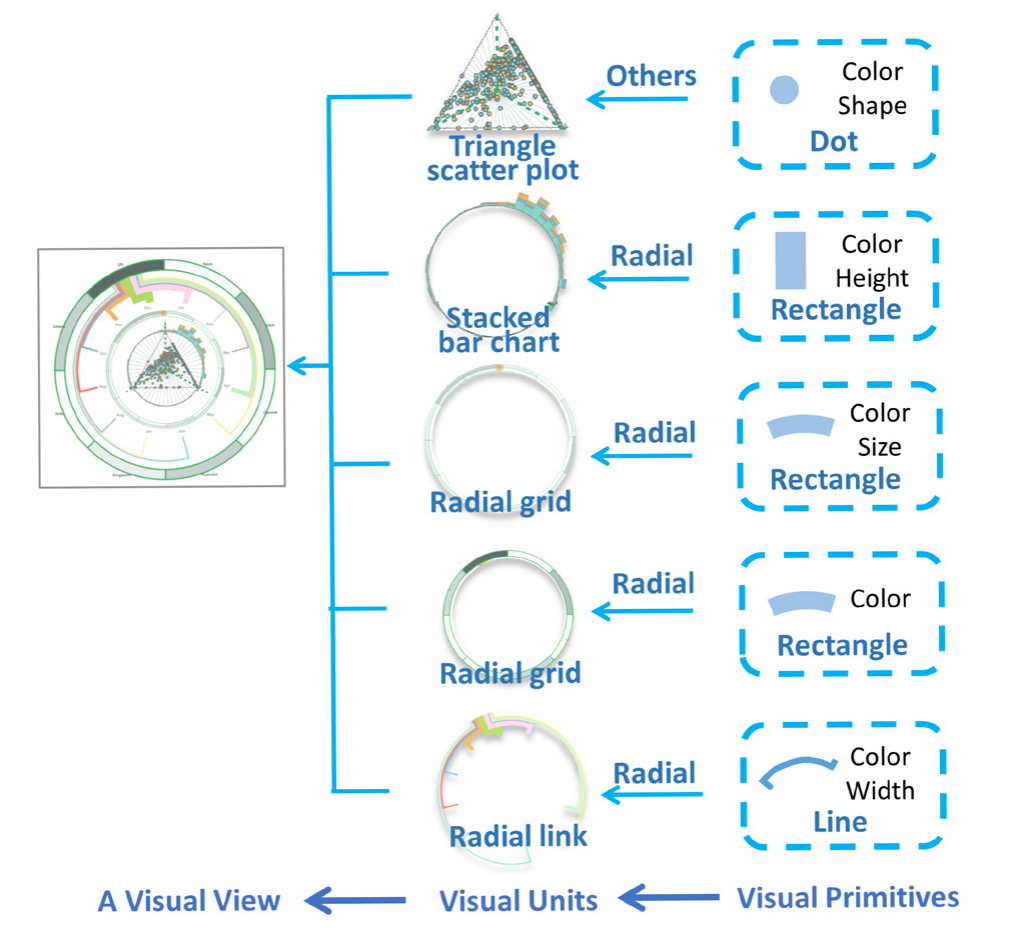 Others
Color
Shape
Dot
Triangle
scatter plot
Radial
Color
Height
Rectangle
Stacked
bar chart
Radial
Color
Size
Rectangle
Radial grid
Radial
Color
Rectangle
Radial grid
Radial
Color
Width
Line
Radial link
A Visual View
Visual Units
Visual Primitives